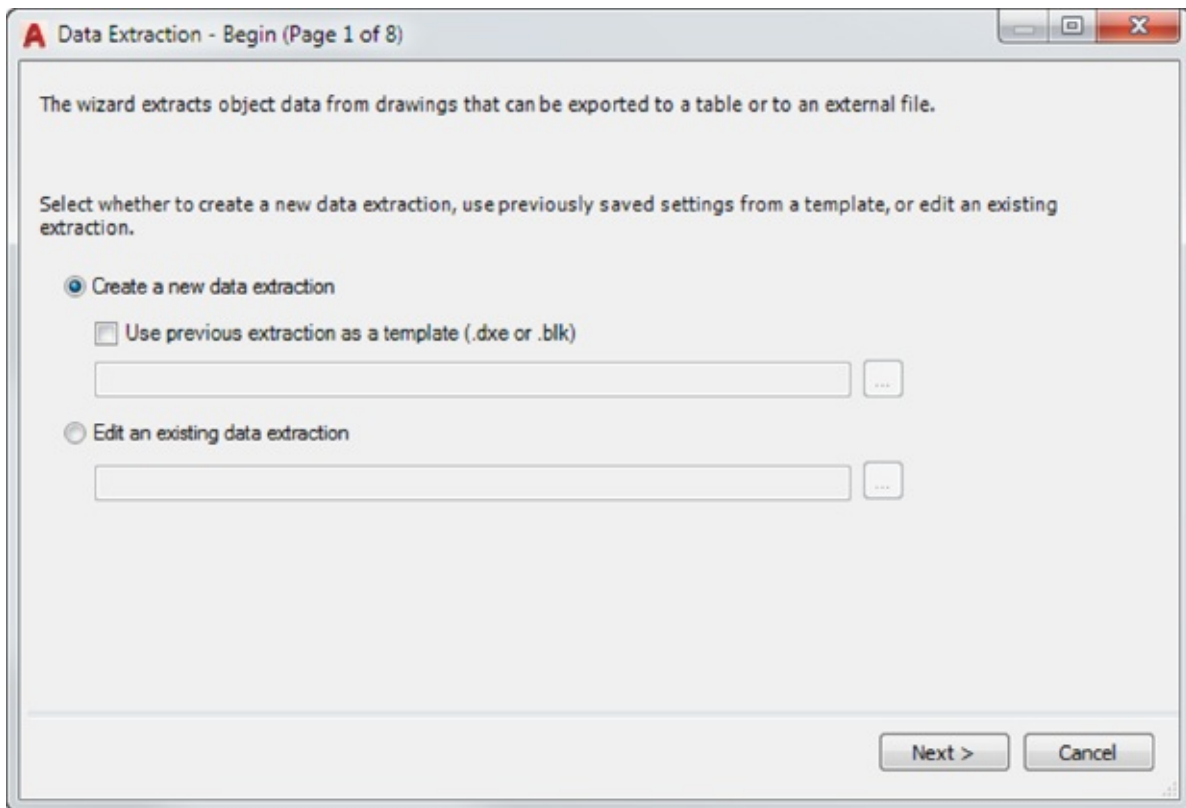 A Data Extraction - Begin (Page 1 of 8)
The wizard extracts object data from drawings that can be exported to a table or to an external file.
Select whether to create a new data extraction, use previously saved settings from a template, or edit an existing
extraction.
Create a new data extraction
Use previous extraction as a template (.dxe or .blk)
...
Edit an existing data extraction
...
Next >
Cancel